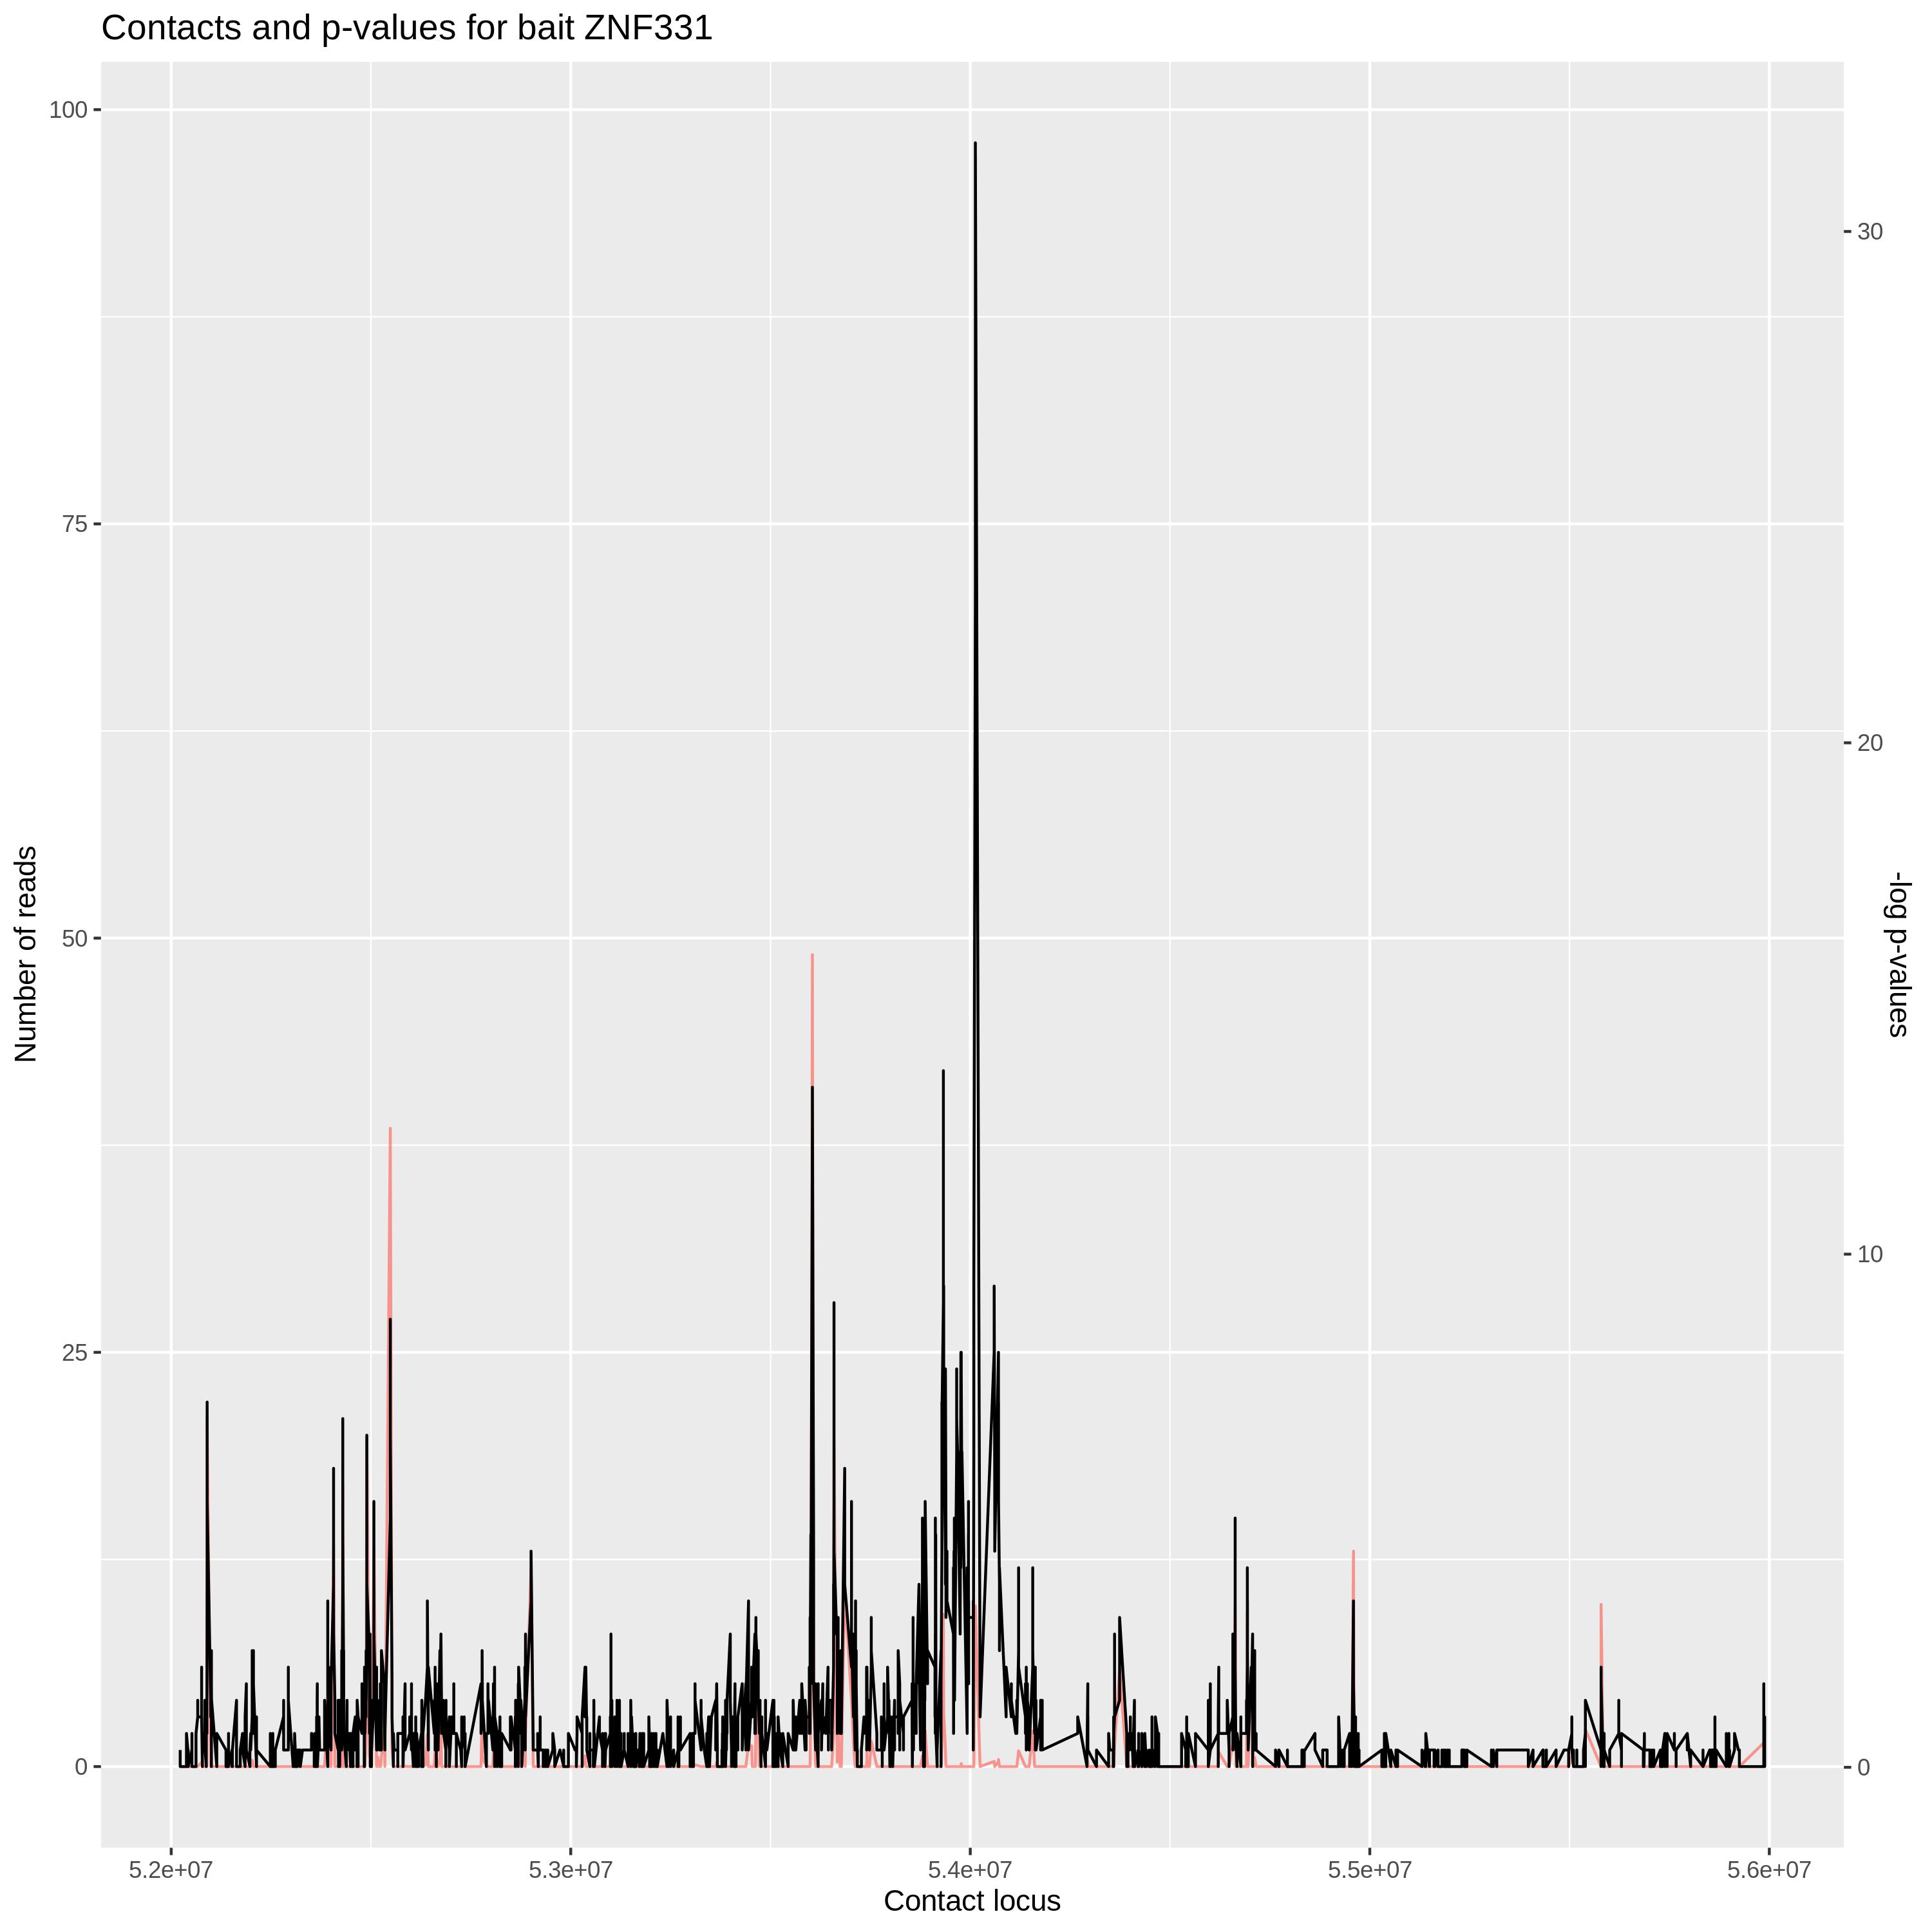 Contacts and p-values for bait ZNF331
100
75
50
25
0
Number of reads
30
20
10
0
-log p-values
5.2e+07
5.3e+07
5.4e+07
5.5e+07
5.6e+07
Contact locus